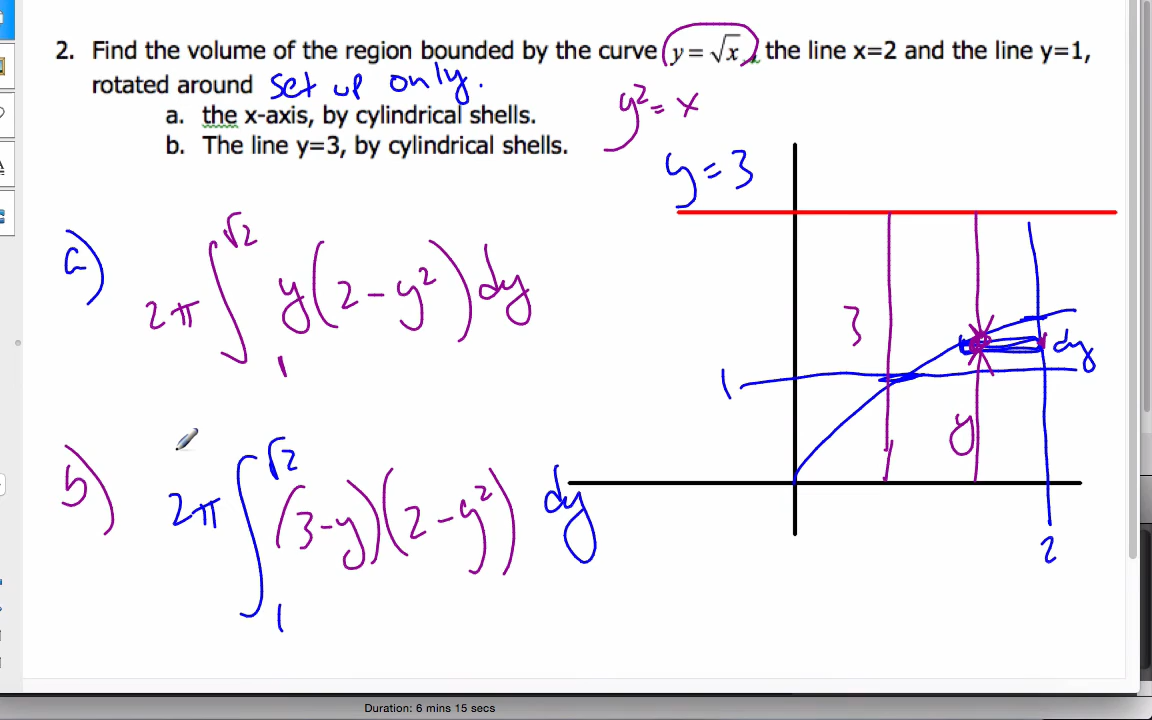 2. Find the volume of the region bounded by the curve (y = √x), the line x=2 and the line y=1,
rotated around set up only.
a. the x-axis, by cylindrical shells.
b. The line y=3, by cylindrical shells.
y² = x
y = 3
a) 2π ∫₁^√2 y(2 - y²) dy
3
dy
1
y
b) 2π ∫₁^√2 (3-y)(2-y²) dy
2
Duration: 6 mins 15 secs